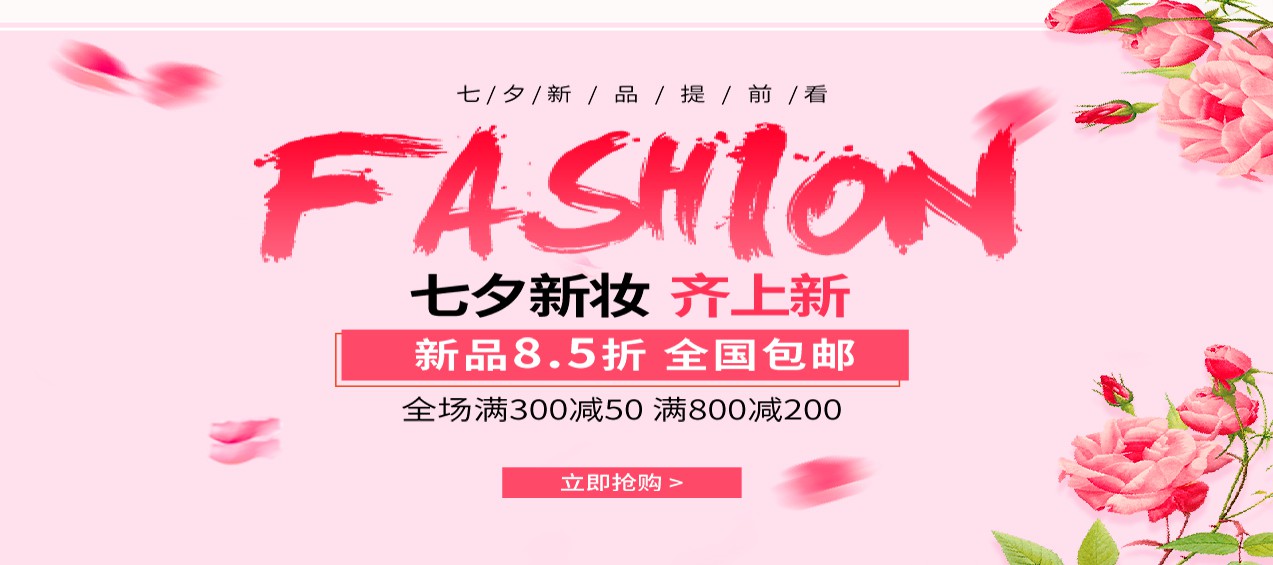 七/夕/新 / 品 / 提 / 前 /看
FASHION
七夕新妆 齐上新
新品8.5折 全国包邮
全场满300减50 满800减200
立即抢购 >